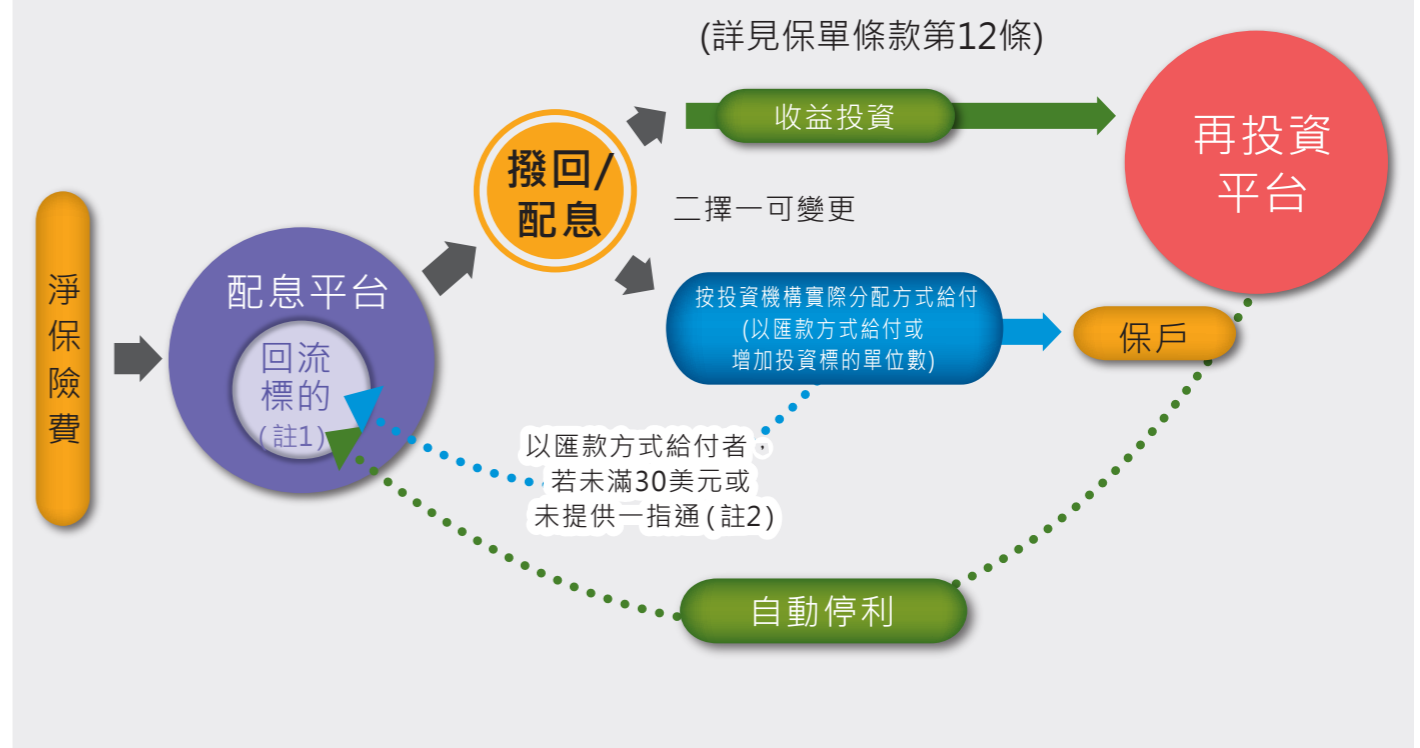 (詳見保單條款第12條)
收益投資
再投資
平台
撥回/
配息
二擇一可變更
淨保險費
配息平台
回流
標的
(註1)
按投資機構實際分配方式給付
(以匯款方式給付或
增加投資標的單位數)
保戶
以匯款方式給付者，
若未滿30美元或
未提供一指通(註2)
自動停利